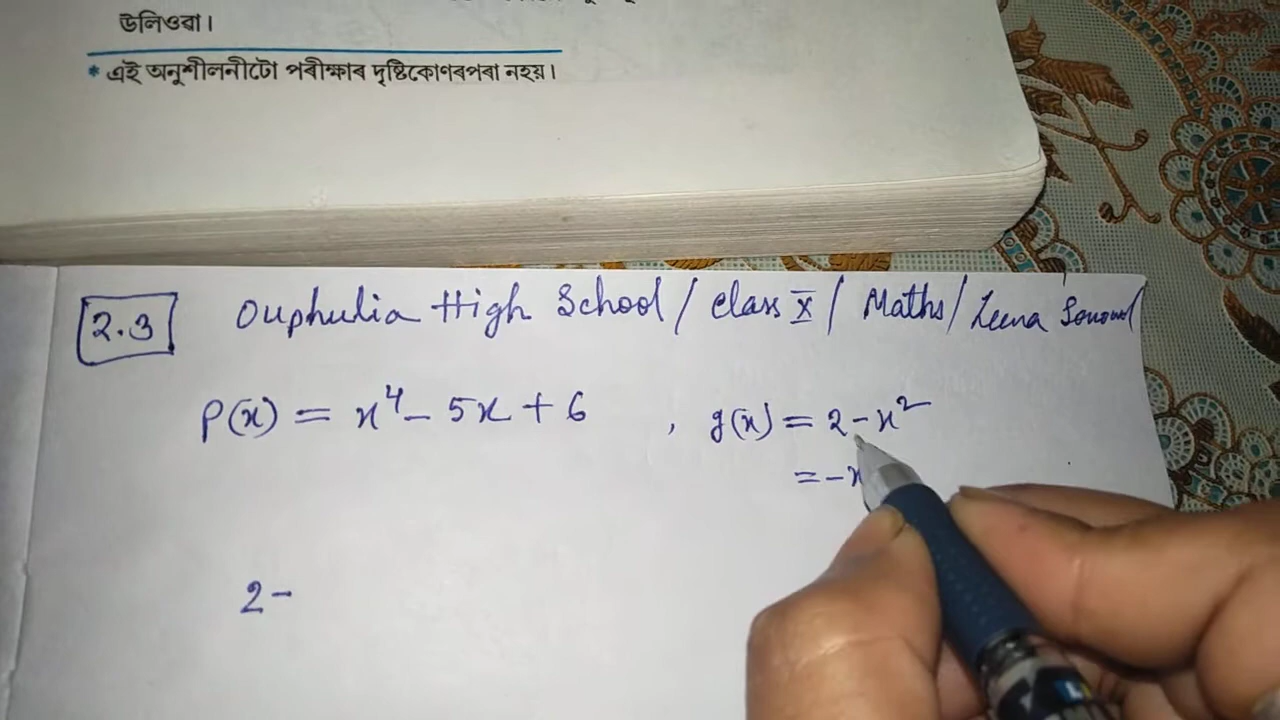 উলিওৱা।
* এই অনুশীলনীটো পৰীক্ষাৰ দৃষ্টিকোণৰপৰা নহয়।
2.3 Ouphulia High School / Class X / Maths / Leena Sonowal
P(x) = x⁴ - 5x + 6 , g(x) = 2 - x²
= -x
2 -